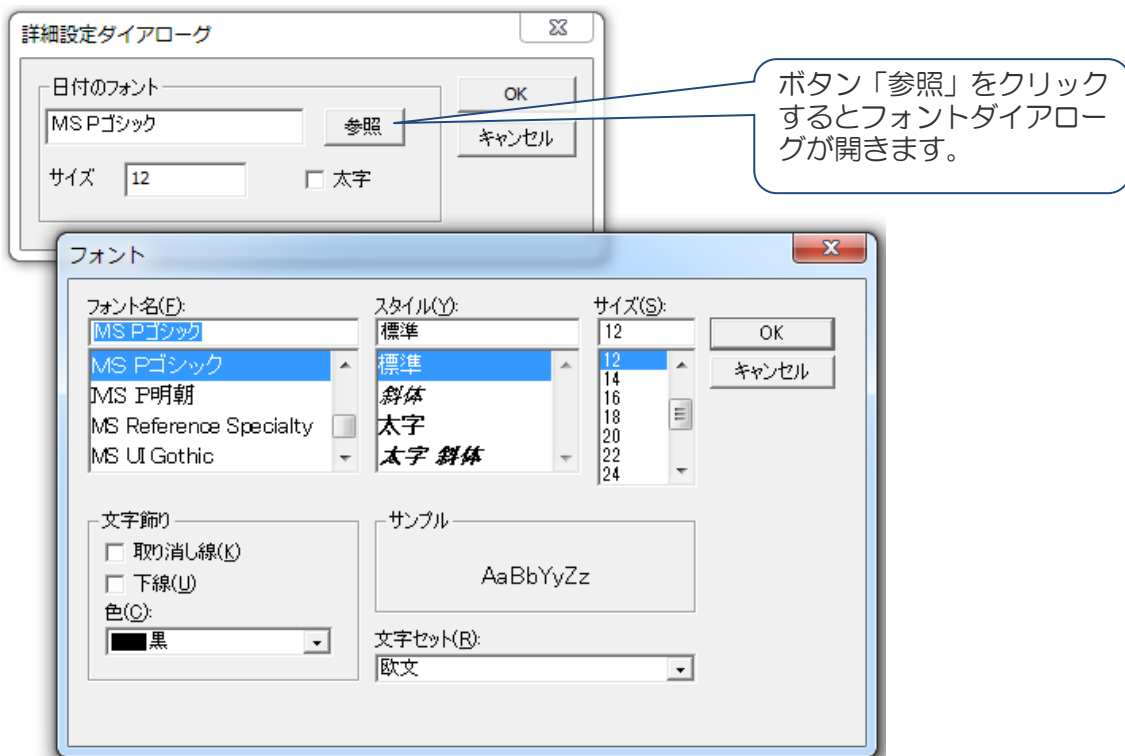 詳細設定ダイアローグ
日付のフォント
MS Pゴシック
参照
サイズ
12
太字
OK
キャンセル
ボタン「参照」をクリック
するとフォントダイアロー
グが開きます。
フォント
フォント名(F):
MS Pゴシック
MS Pゴシック
MS P明朝
MS Reference Specialty
MS UI Gothic
スタイル(Y):
標準
標準
斜体
太字
太字 斜体
サイズ(S):
12
12
14
16
18
20
22
24
OK
キャンセル
文字飾り
取り消し線(K)
下線(U)
色(C):
黒
サンプル
AaBbYyZz
文字セット(R):
欧文